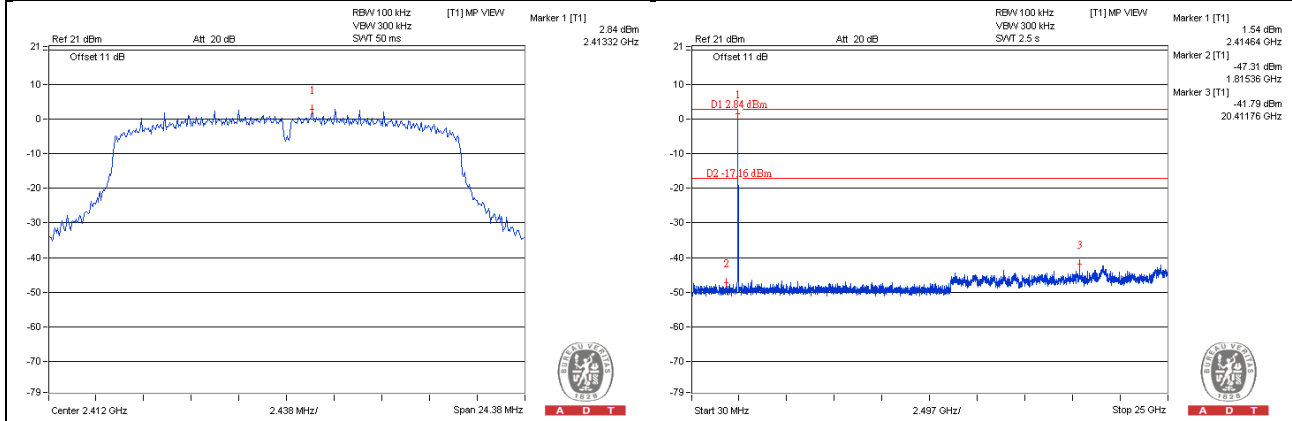 RBW 100 kHz [T1] MP VIEW
VBW 300 kHz
Ref 21 dBm Att 20 dB SWT 50 ms
Marker 1 [T1]
2.84 dBm
2.41332 GHz
21
Offset 11 dB
10
0
-10
-20
-30
-40
-50
-60
-70
-79
1
Center 2.412 GHz 2.438 MHz/ Span 24.38 MHz
BUREAU VERITAS
1828
A D T
RBW 100 kHz [T1] MP VIEW
VBW 300 kHz
Ref 21 dBm Att 20 dB SWT 2.5 s
Marker 1 [T1]
1.54 dBm
2.41464 GHz
Marker 2 [T1]
-47.31 dBm
1.81536 GHz
Marker 3 [T1]
-41.79 dBm
20.41176 GHz
21
Offset 11 dB
10
0
-10
-20
-30
-40
-50
-60
-70
-79
1
D1 2.84 dBm
D2 -17.16 dBm
2
3
Start 30 MHz 2.497 GHz/ Stop 25 GHz
BUREAU VERITAS
1828
A D T